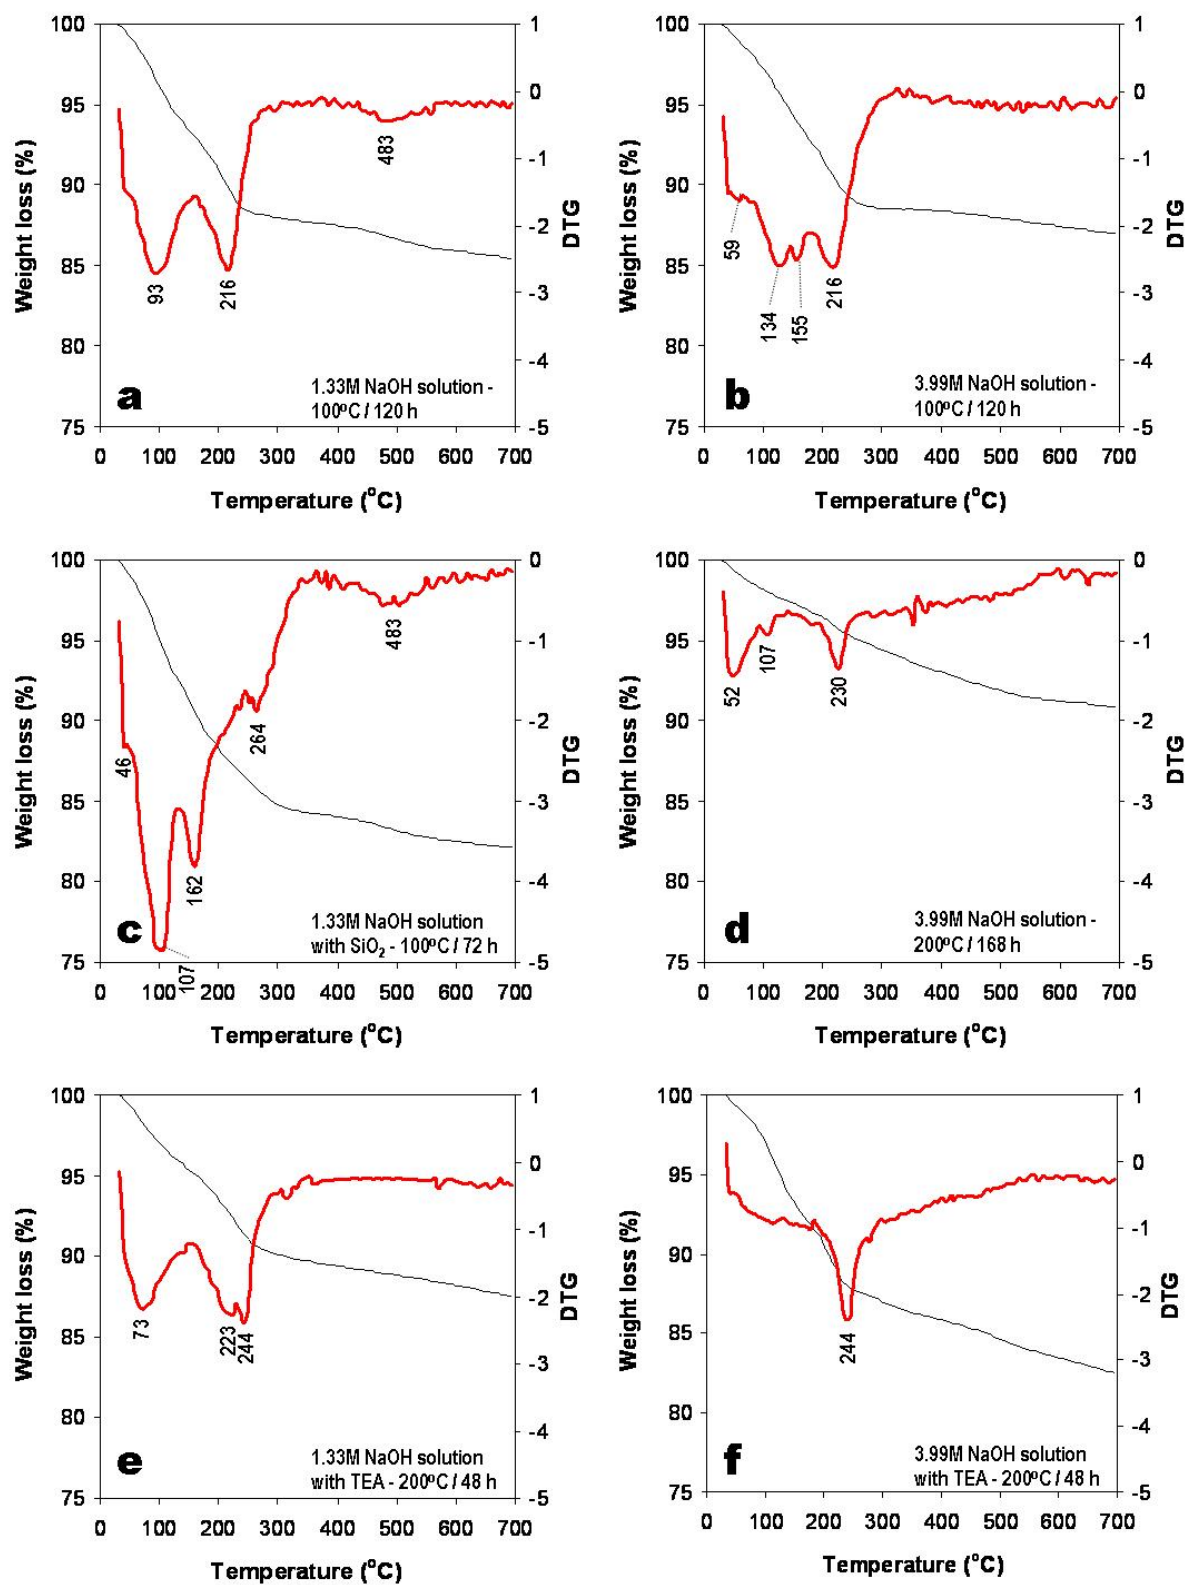 100
95
90
85
80
75
Weight loss (%)
1
0
-1
-2
-3
-4
-5
DTG
93
216
483
a
1.33M NaOH solution -
100ºC / 120 h
0 100 200 300 400 500 600 700
Temperature (°C)
100
95
90
85
80
75
Weight loss (%)
1
0
-1
-2
-3
-4
-5
DTG
59
134
155
216
b
3.99M NaOH solution -
100ºC / 120 h
0 100 200 300 400 500 600 700
Temperature (°C)
100
95
90
85
80
75
Weight loss (%)
0
-1
-2
-3
-4
-5
DTG
46
107
162
264
483
c
1.33M NaOH solution
with SiO₂ - 100ºC / 72 h
0 100 200 300 400 500 600 700
Temperature (°C)
100
95
90
85
80
75
Weight loss (%)
0
-1
-2
-3
-4
-5
DTG
52
107
230
d
3.99M NaOH solution -
200ºC / 168 h
0 100 200 300 400 500 600 700
Temperature (°C)
100
95
90
85
80
75
Weight loss (%)
1
0
-1
-2
-3
-4
-5
DTG
73
223
244
e
1.33M NaOH solution
with TEA - 200ºC / 48 h
0 100 200 300 400 500 600 700
Temperature (°C)
100
95
90
85
80
75
Weight loss (%)
1
0
-1
-2
-3
-4
-5
DTG
244
f
3.99M NaOH solution
with TEA - 200ºC / 48 h
0 100 200 300 400 500 600 700
Temperature (°C)